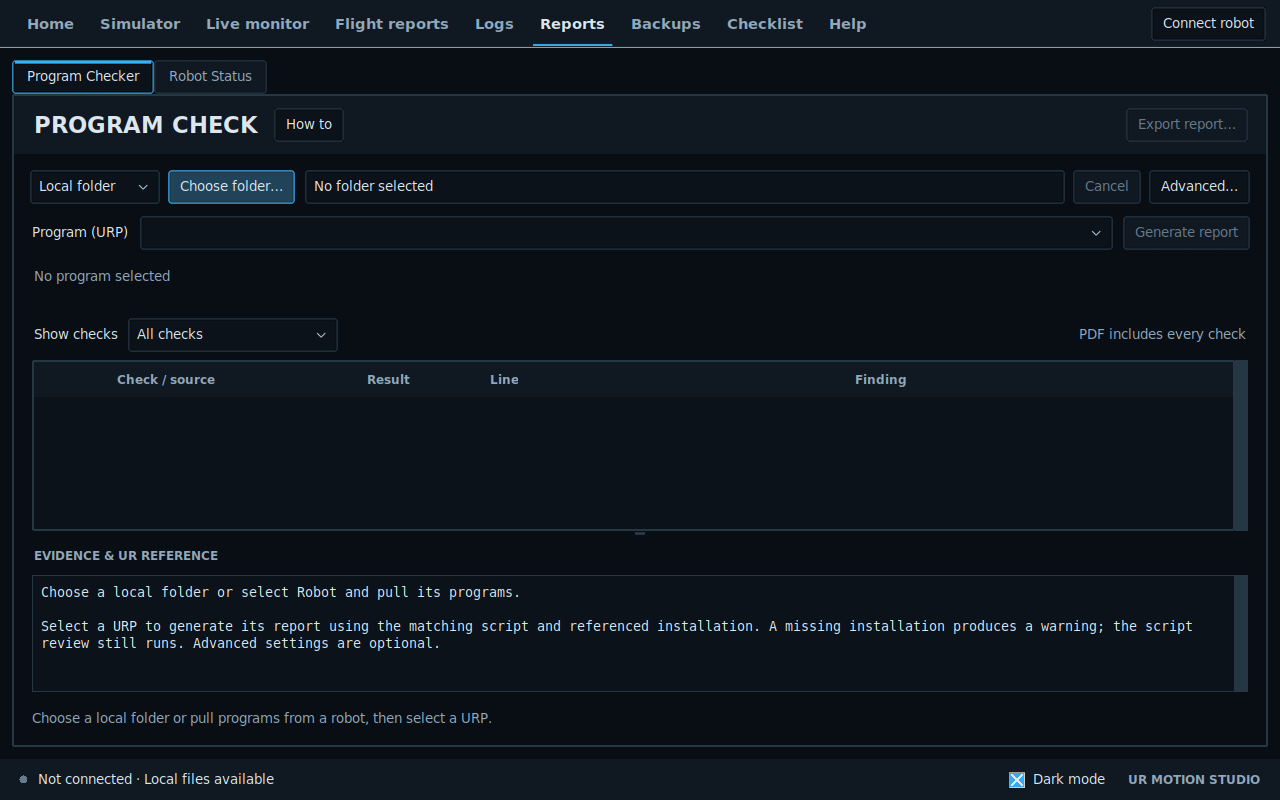 Home Simulator Live monitor Flight reports Logs Reports Backups Checklist Help Connect robot
Program Checker Robot Status
PROGRAM CHECK How to Export report...
Local folder Choose folder... No folder selected Cancel Advanced...
Program (URP) Generate report
No program selected
Show checks All checks PDF includes every check
Check / source Result Line Finding
EVIDENCE & UR REFERENCE
Choose a local folder or select Robot and pull its programs.
Select a URP to generate its report using the matching script and referenced installation. A missing installation produces a warning; the script
review still runs. Advanced settings are optional.
Choose a local folder or pull programs from a robot, then select a URP.
Not connected · Local files available Dark mode UR MOTION STUDIO